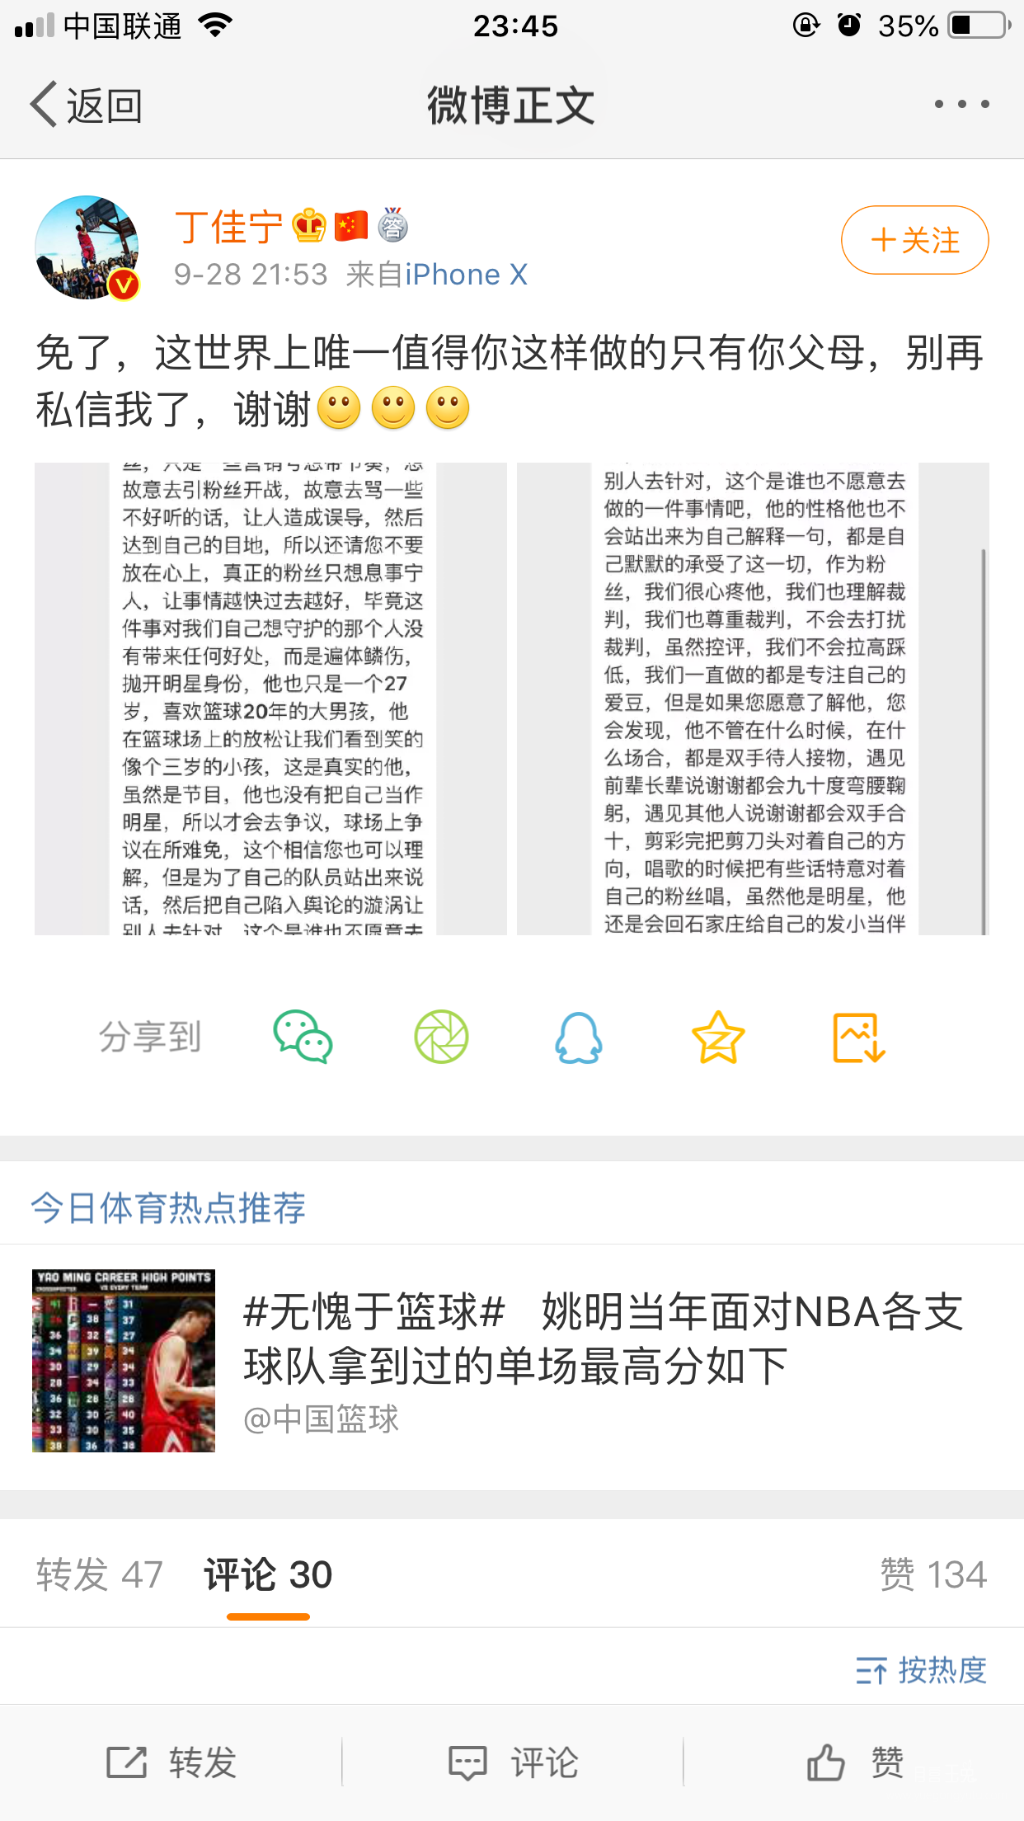 中国联通
23:45
35%
返回
微博正文
丁佳宁
答
V
9-28 21:53 来自iPhone X
关注
免了，这世界上唯一值得你这样做的只有你父母，别再
私信我了，谢谢
故意去引粉丝开战，故意去骂一些
不好听的话，让人造成误导，然后
达到自己的目地，所以还请您不要
放在心上，真正的粉丝只想息事宁
人，让事情越快过去越好，毕竟这
件事对我们自己想守护的那个人没
有带来任何好处，而是遍体鳞伤，
抛开明星身份，他也只是一个27
岁，喜欢篮球20年的大男孩，他
在篮球场上的放松让我们看到笑的
像个三岁的小孩，这是真实的他，
虽然是节目，他也没有把自己当作
明星，所以才会去争议，球场上争
议在所难免，这个相信您也可以理
解，但是为了自己的队员站出来说
话，然后把自己陷入舆论的漩涡让
别人去针对，这个是谁也不愿意去
别人去针对，这个是谁也不愿意去
做的一件事情吧，他的性格他也不
会站出来为自己解释一句，都是自
己默默的承受了这一切，作为粉
丝，我们很心疼他，我们也理解裁
判，我们也尊重裁判，不会去打扰
裁判，虽然控评，我们不会拉高踩
低，我们一直做的都是专注自己的
爱豆，但是如果您愿意了解他，您
会发现，他不管在什么时候，在什
么场合，都是双手待人接物，遇见
前辈长辈说谢谢都会九十度弯腰鞠
躬，遇见其他人说谢谢都会双手合
十，剪彩完把剪刀头对着自己的方
向，唱歌的时候把有些话特意对着
自己的粉丝唱，虽然他是明星，他
还是会回石家庄给自己的发小当伴
分享到
今日体育热点推荐
YAO MING CAREER HIGH POINTS
VS EVERY TEAM
#无愧于篮球# 姚明当年面对NBA各支
球队拿到过的单场最高分如下
@中国篮球
转发 47
评论 30
赞 134
按热度
转发
评论
赞